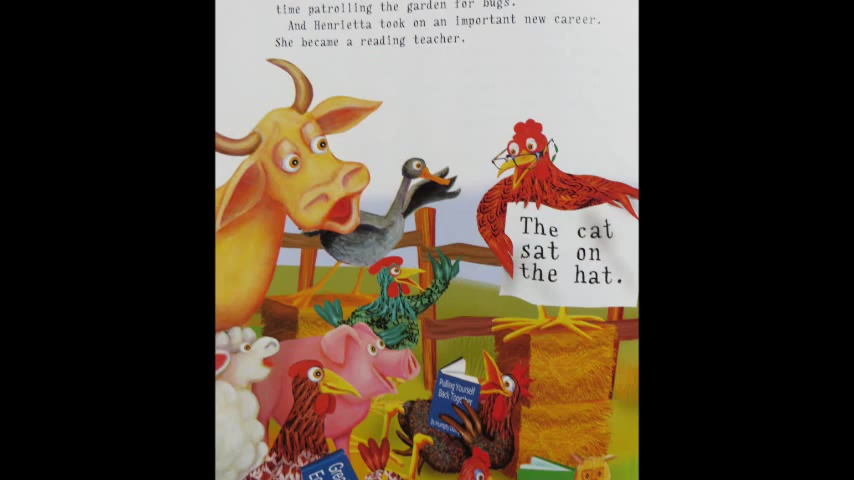 time patrolling the garden for bugs.
And Henrietta took on an important new career.
She became a reading teacher.
The cat
sat on
the hat.
Pulling Yourself
Back Together